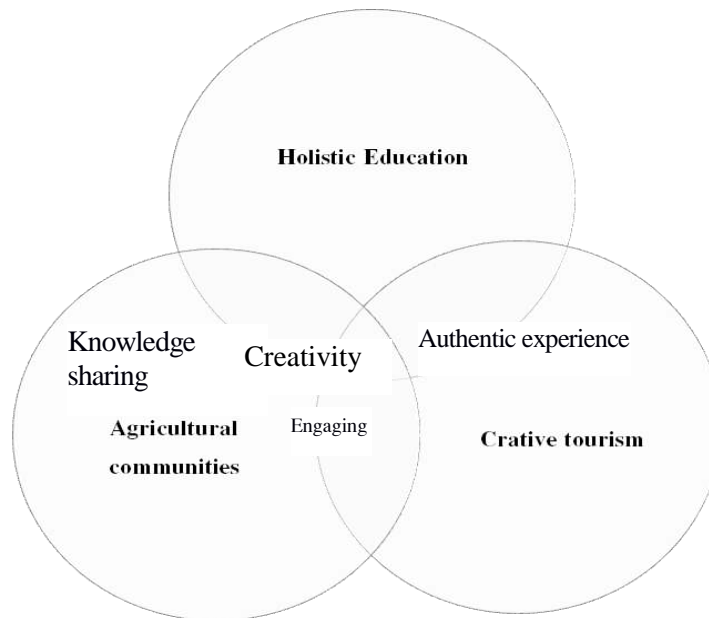 Holistic Education
Knowledge
sharing
Creativity
Authentic experience
Agricultural
communities
Engaging
Crative tourism